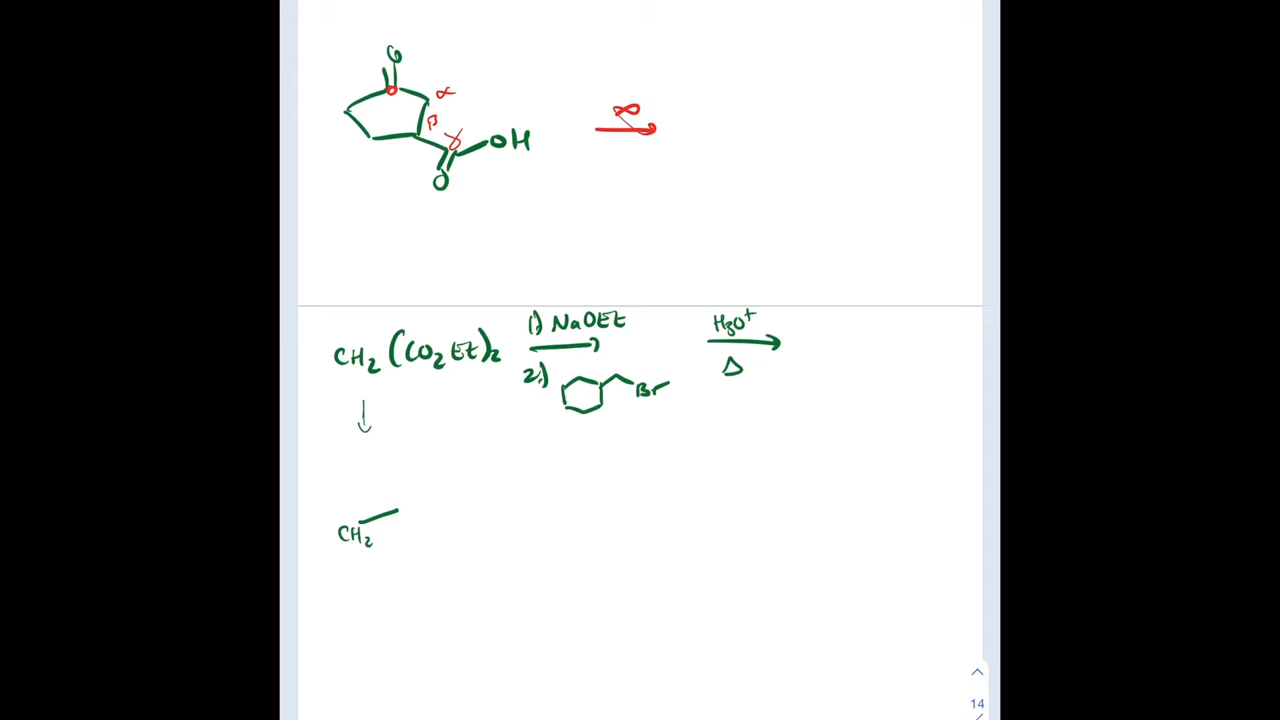 O
α
β
γ
OH
O
∞
CH2(CO2Et)2
1.) NaOEt
2.)
Br
H3O+
Δ
CH2
14